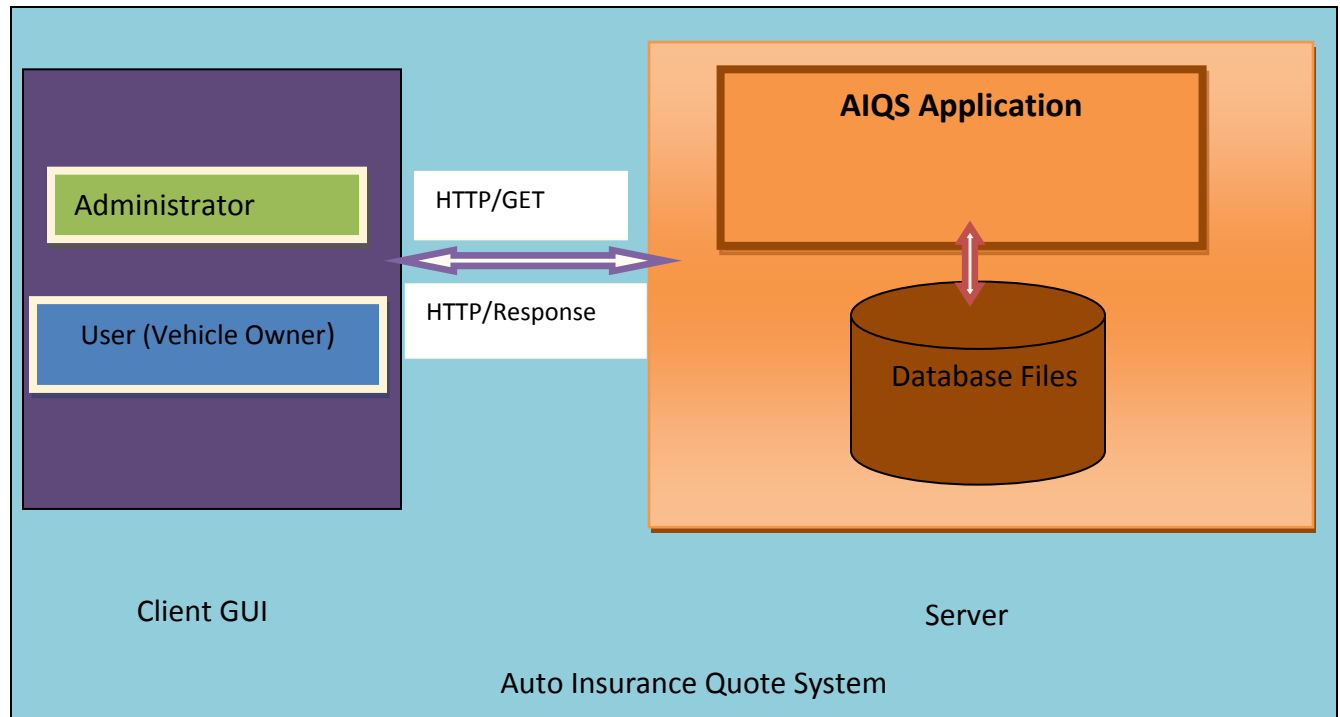 AIQS Application
Administrator
HTTP/GET
User (Vehicle Owner)
HTTP/Response
Database Files
Client GUI
Server
Auto Insurance Quote System